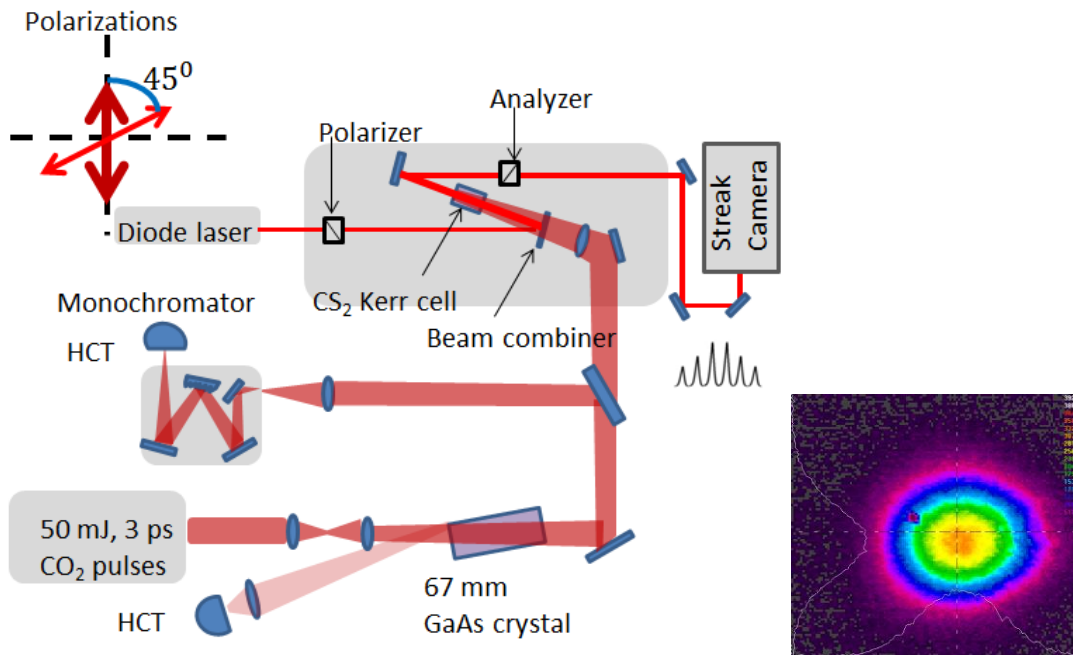 Polarizations
45⁰
Analyzer
Polarizer
Streak
Camera
Diode laser
CS₂ Kerr cell
Monochromator
Beam combiner
HCT
50 mJ, 3 ps
CO₂ pulses
67 mm
GaAs crystal
HCT